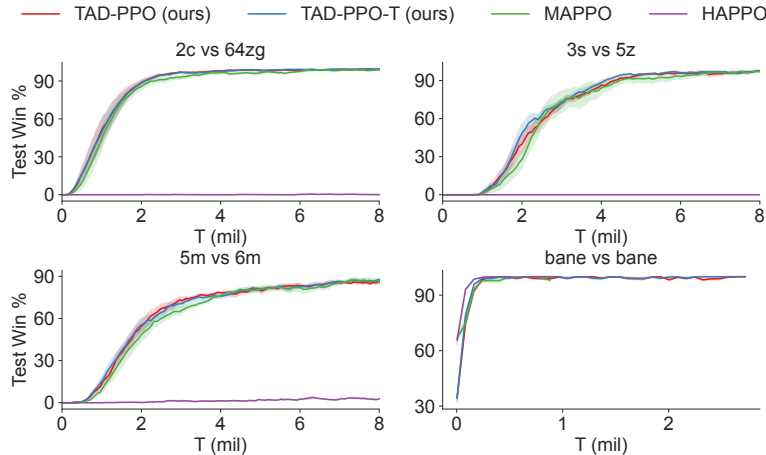 TAD-PPO (ours) TAD-PPO-T (ours) MAPPO HAPPO
2c vs 64zg
Test Win %
90
60
30
0
0 2 4 6 8
T (mil)
3s vs 5z
Test Win %
90
60
30
0
0 2 4 6 8
T (mil)
5m vs 6m
Test Win %
90
60
30
0
0 2 4 6 8
T (mil)
bane vs bane
90
60
30
0 1 2
T (mil)